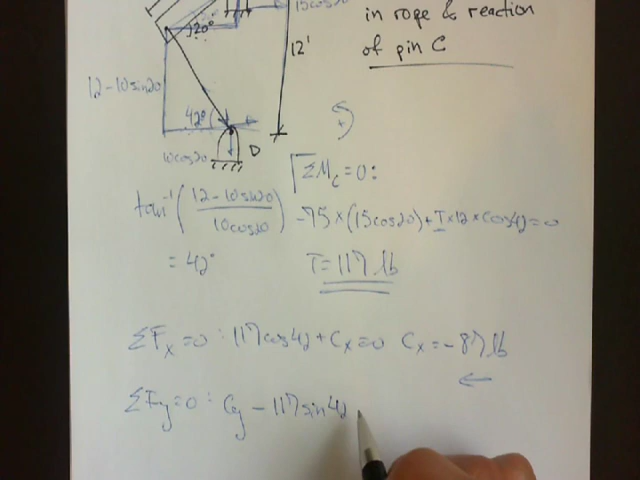 15cos20
in rope & reaction
20°
of pin C
12'
12-10sin20
42°
10cos20
D
ΣM_C=0:
tan⁻¹(12-10sin20/10cos20)
-75×(15cos20)+T×12×cos42=0
=42°
T=117 lb
ΣF_x=0: 117cos42+C_x=0 C_x=-87 lb
ΣF_y=0: C_y-117sin42